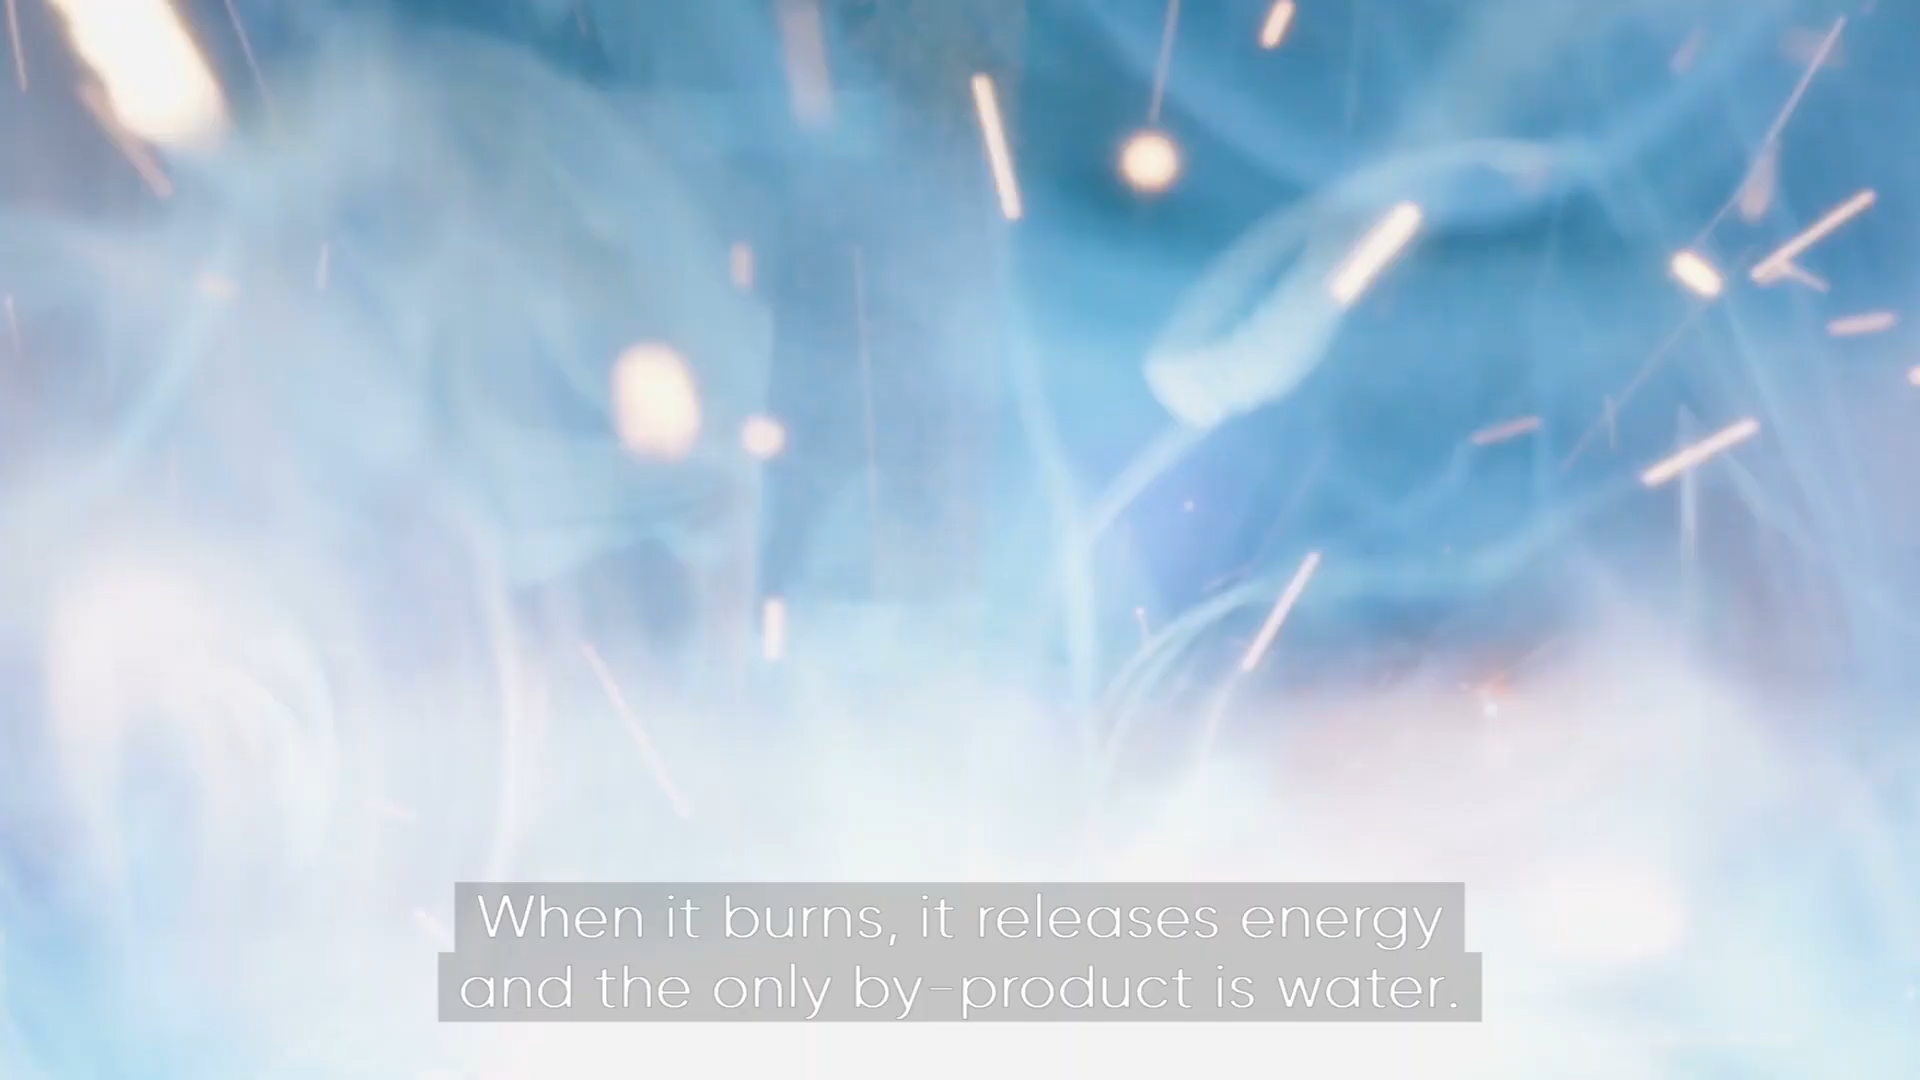 When it burns, it releases energy
and the only by-product is water.